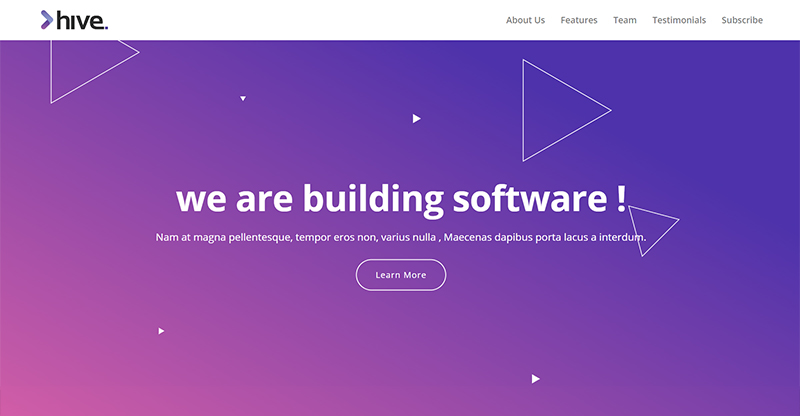 hive.
About Us Features Team Testimonials Subscribe
we are building software !
Nam at magna pellentesque, tempor eros non, varius nulla , Maecenas dapibus porta lacus a interdum.
Learn More